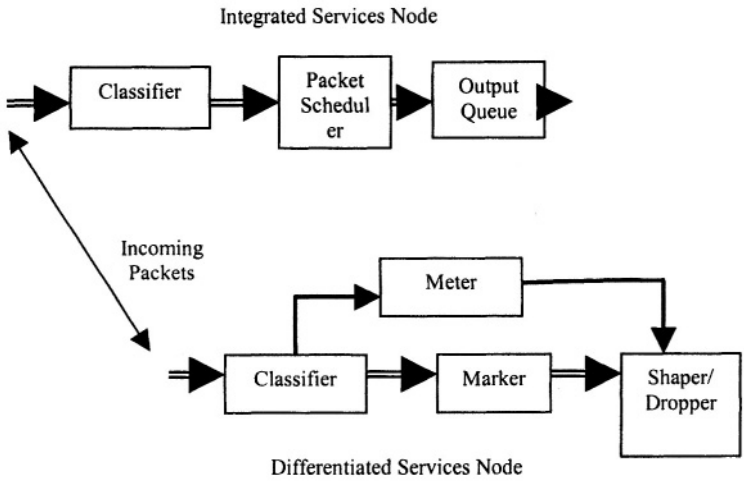 Integrated Services Node
Classifier
Packet
Schedul
er
Output
Queue
Incoming
Packets
Meter
Classifier
Marker
Shaper/
Dropper
Differentiated Services Node